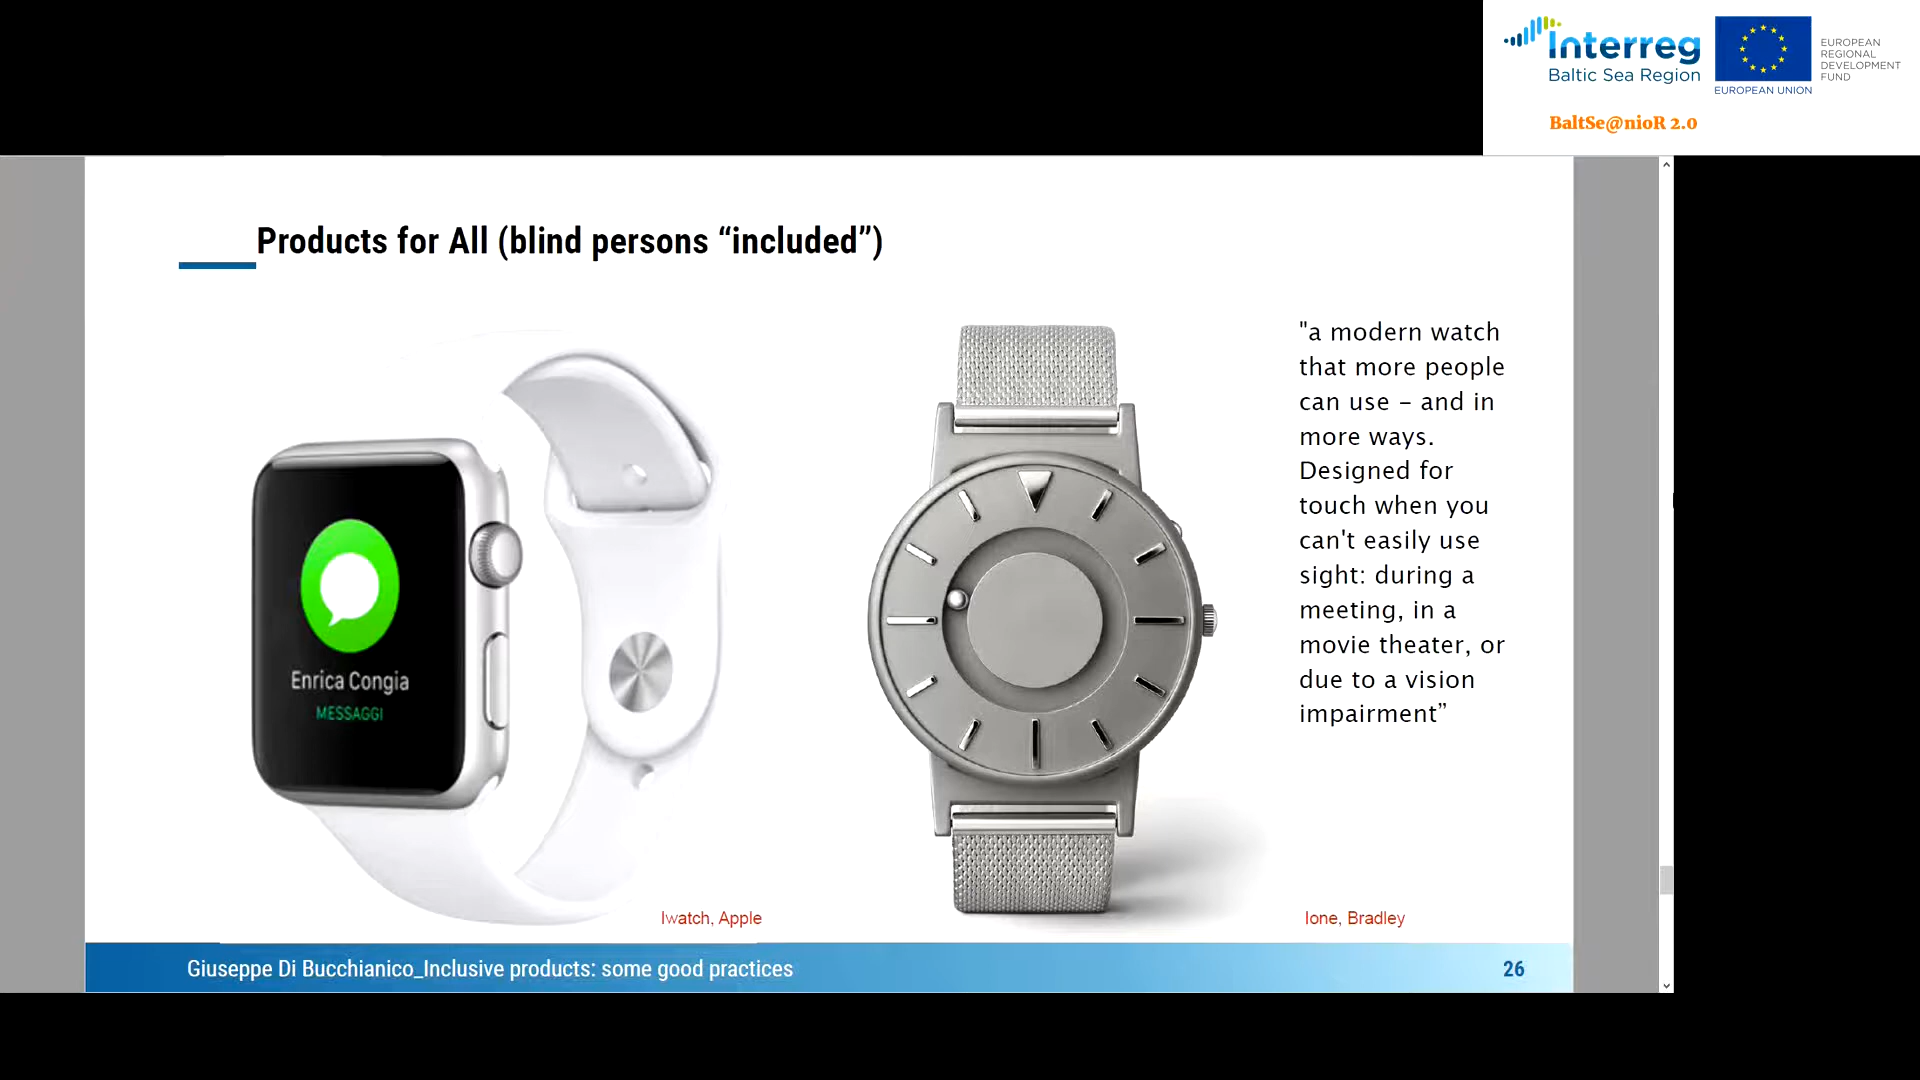 Interreg
Baltic Sea Region
EUROPEAN UNION
EUROPEAN
REGIONAL
DEVELOPMENT
FUND
BaltSe@nioR 2.0
Products for All (blind persons “included”)
Enrica Congia
MESSAGGI
"a modern watch
that more people
can use – and in
more ways.
Designed for
touch when you
can't easily use
sight: during a
meeting, in a
movie theater, or
due to a vision
impairment”
Iwatch, Apple
Ione, Bradley
Giuseppe Di Bucchianico_Inclusive products: some good practices
26